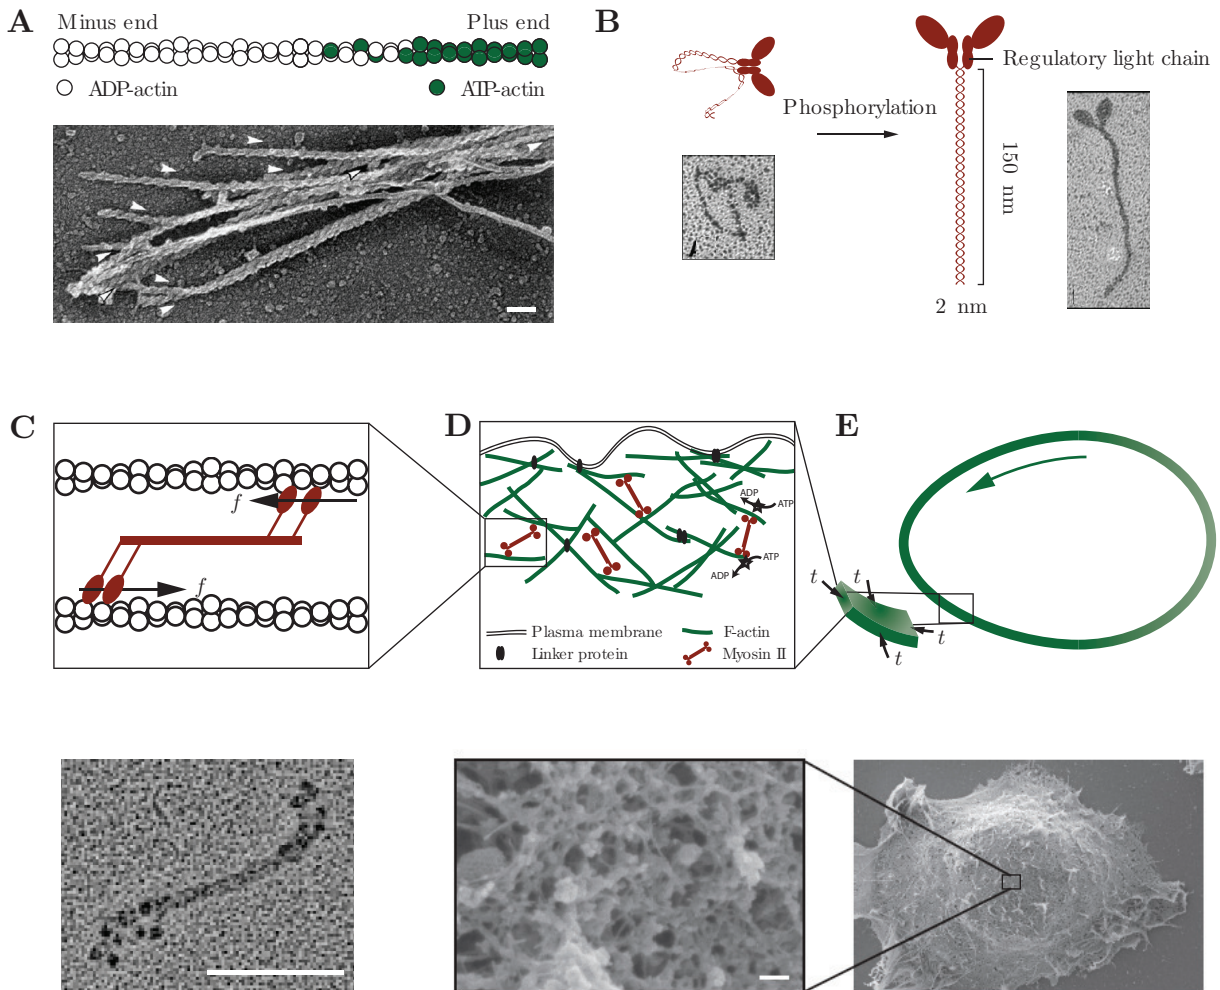 A
Minus end
Plus end
ADP-actin
ATP-actin
B
Phosphorylation
Regulatory light chain
150 nm
2 nm
C
f
f
D
ADP
ATP
ATP
ADP
Plasma membrane
F-actin
Linker protein
Myosin II
E
t
t
t
t